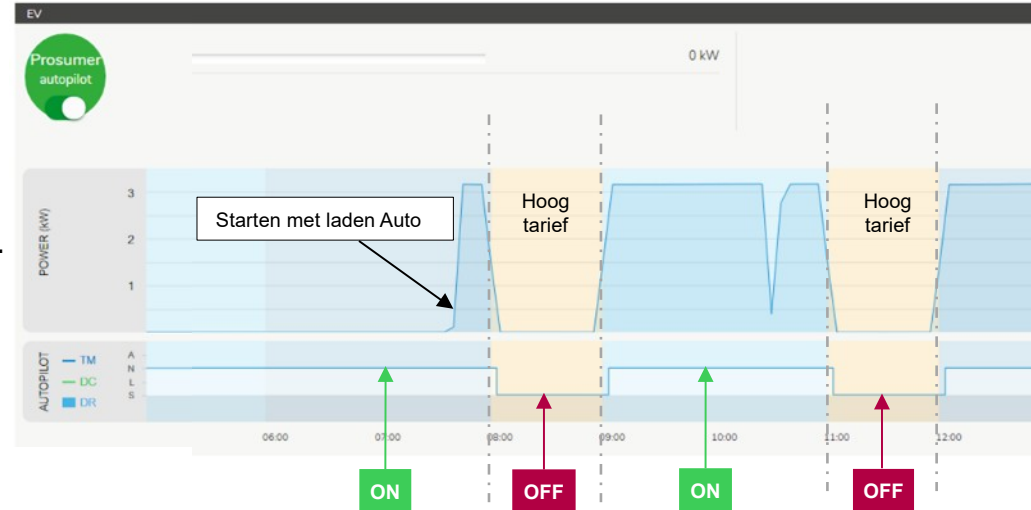 EV
Prosumer
autopilot
0 kW
POWER (kW)
3
2
1
Starten met laden Auto
Hoog
tarief
Hoog
tarief
AUTOPILOT
TM
DC
DR
A
N
L
S
06:00
07:00
08:00
09:00
10:00
11:00
12:00
ON
OFF
ON
OFF